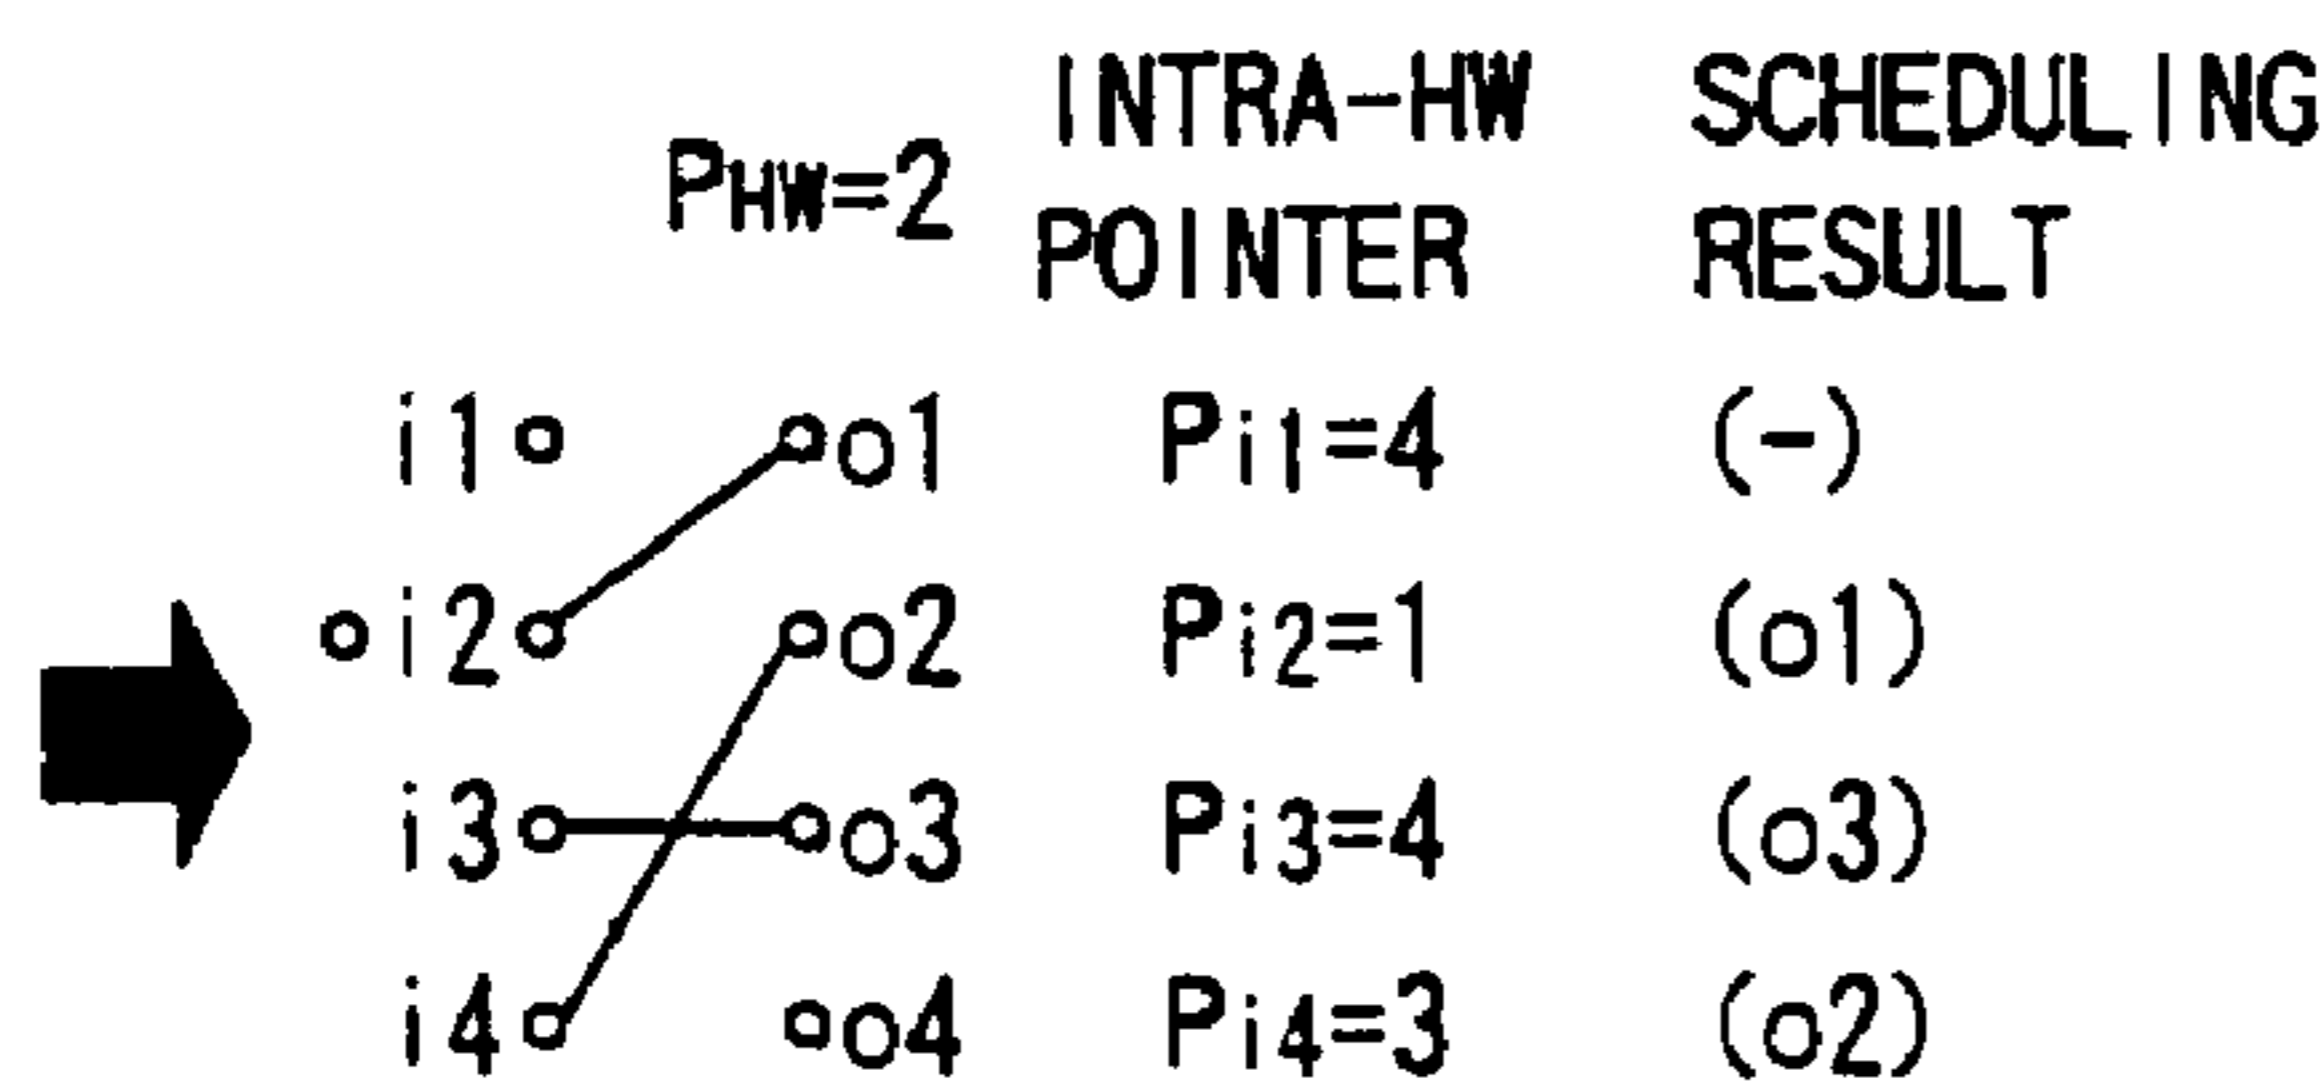 PHW=2 INTRA-HW POINTER SCHEDULING RESULT
i1 o1 Pi1=4 (-)
i2 o2 Pi2=1 (o1)
i3 o3 Pi3=4 (o3)
i4 o4 Pi4=3 (o2)